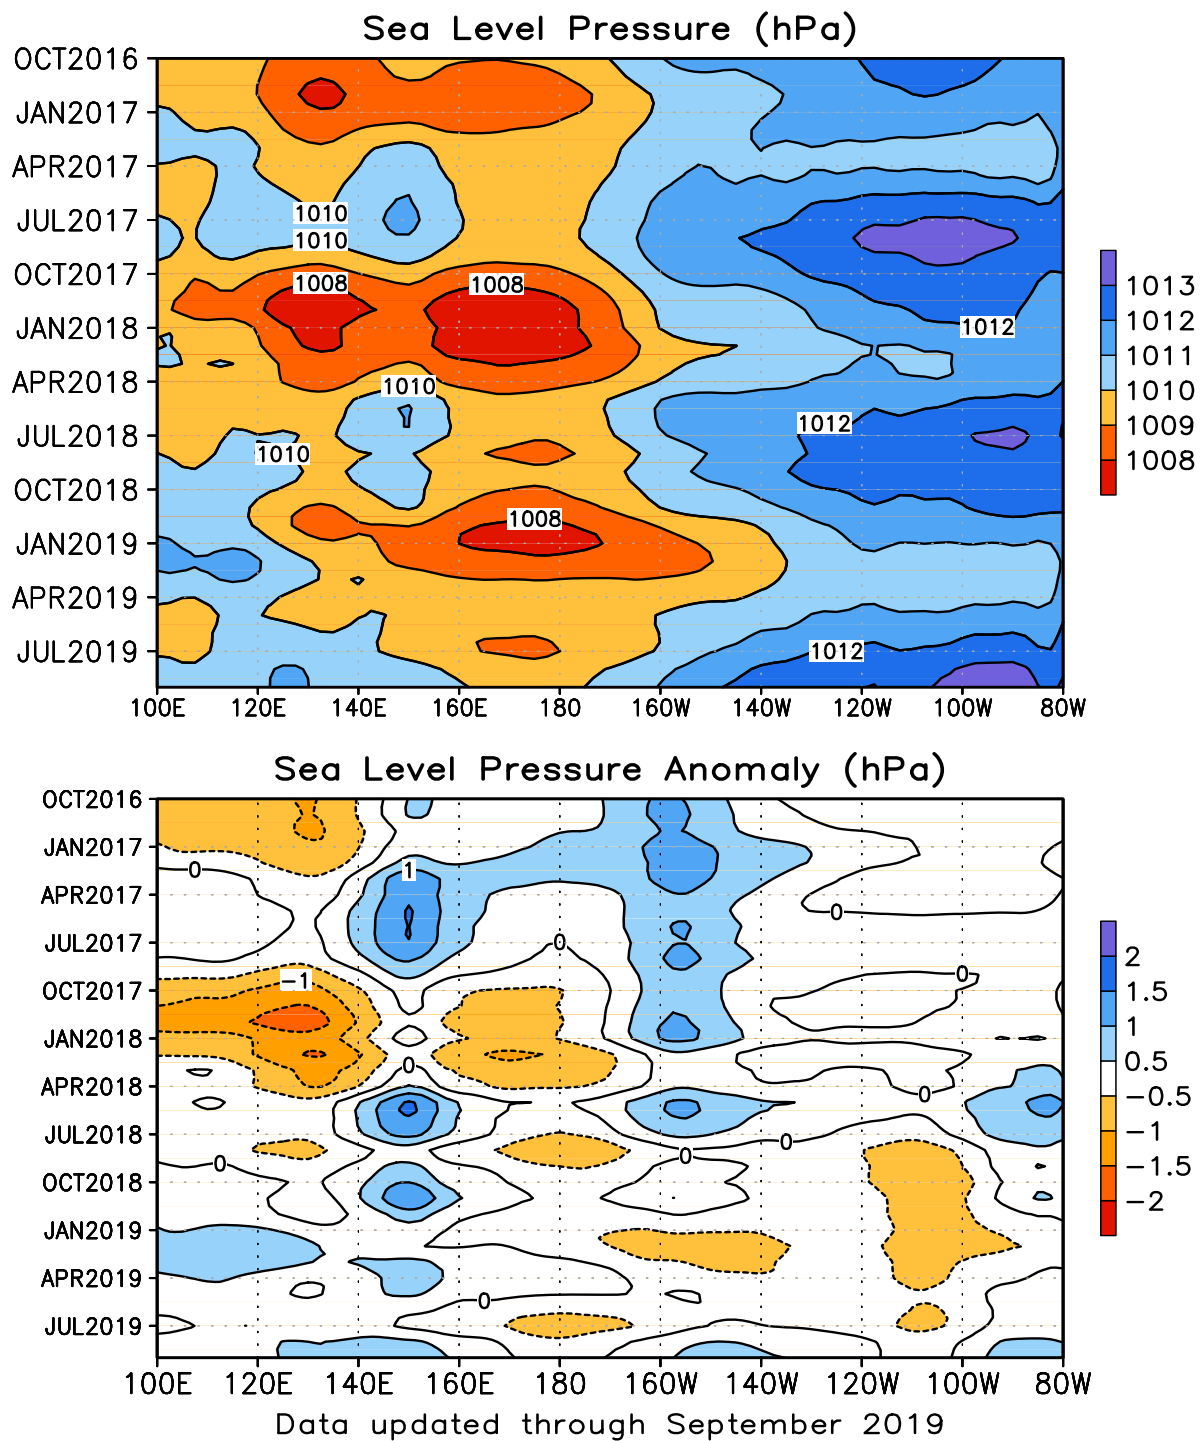 Sea Level Pressure (hPa)
OCT2016
JAN2017
APR2017
JUL2017
OCT2017
JAN2018
APR2018
JUL2018
OCT2018
JAN2019
APR2019
JUL2019
1010
1010
1008
1008
1012
1010
1012
1010
1008
1012
1013
1012
1011
1010
1009
1008
100E 120E 140E 160E 180 160W 140W 120W 100W 80W
Sea Level Pressure Anomaly (hPa)
OCT2016
JAN2017
APR2017
JUL2017
OCT2017
JAN2018
APR2018
JUL2018
OCT2018
JAN2019
APR2019
JUL2019
0
1
0
0
0
-1
0
0
0
0
0
0
2
1.5
1
0.5
-0.5
-1
-1.5
-2
100E 120E 140E 160E 180 160W 140W 120W 100W 80W
Data updated through September 2019